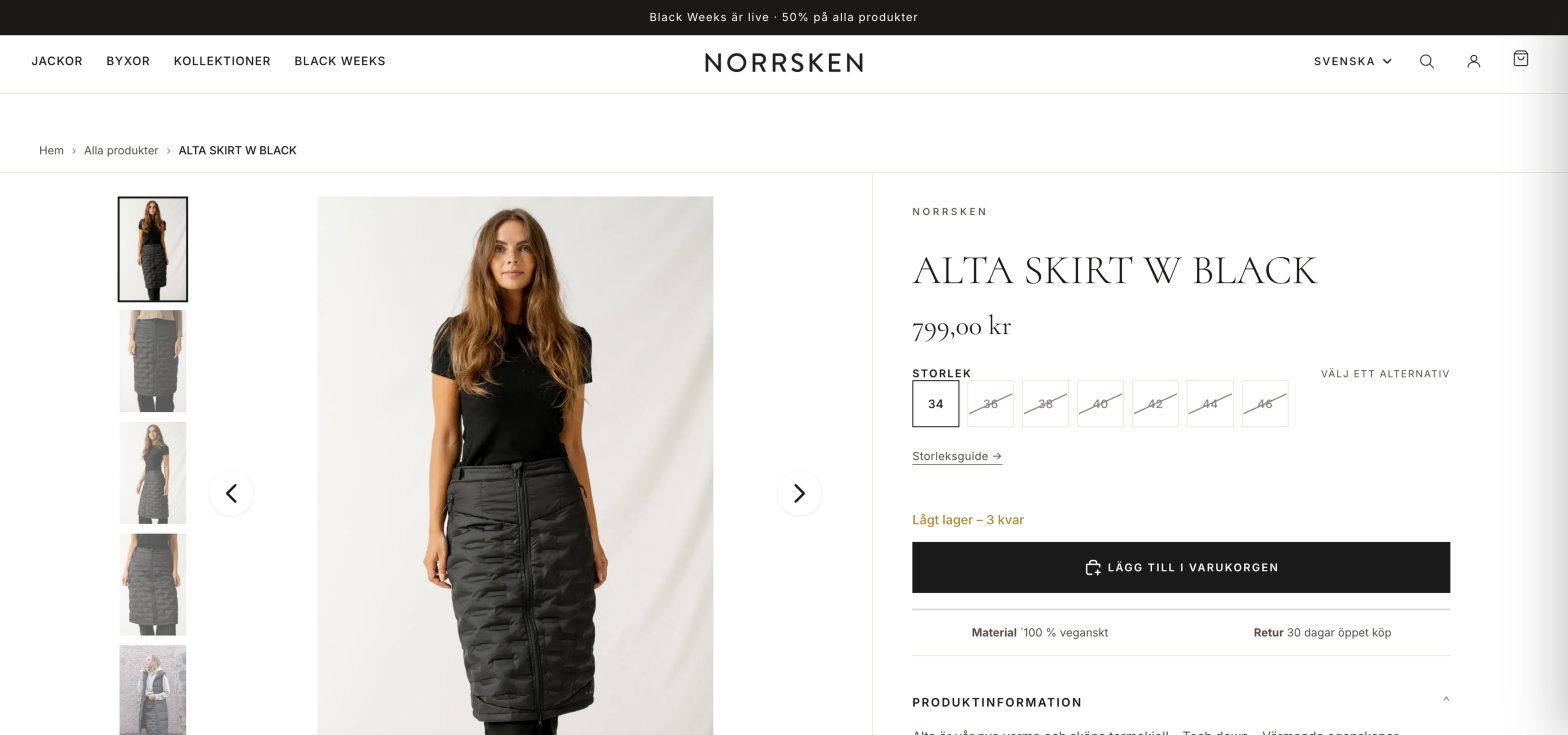 Black Weeks är live · 50% på alla produkter
JACKOR BYXOR KOLLEKTIONER BLACK WEEKS
NORRSKEN
SVENSKA
Hem › Alla produkter › ALTA SKIRT W BLACK
NORRSKEN
ALTA SKIRT W BLACK
799,00 kr
STORLEK VÄLJ ETT ALTERNATIV
34 36 38 40 42 44 46
Storleksguide →
Lågt lager – 3 kvar
LÄGG TILL I VARUKORGEN
Material ´100 % veganskt Retur 30 dagar öppet köp
PRODUKTINFORMATION